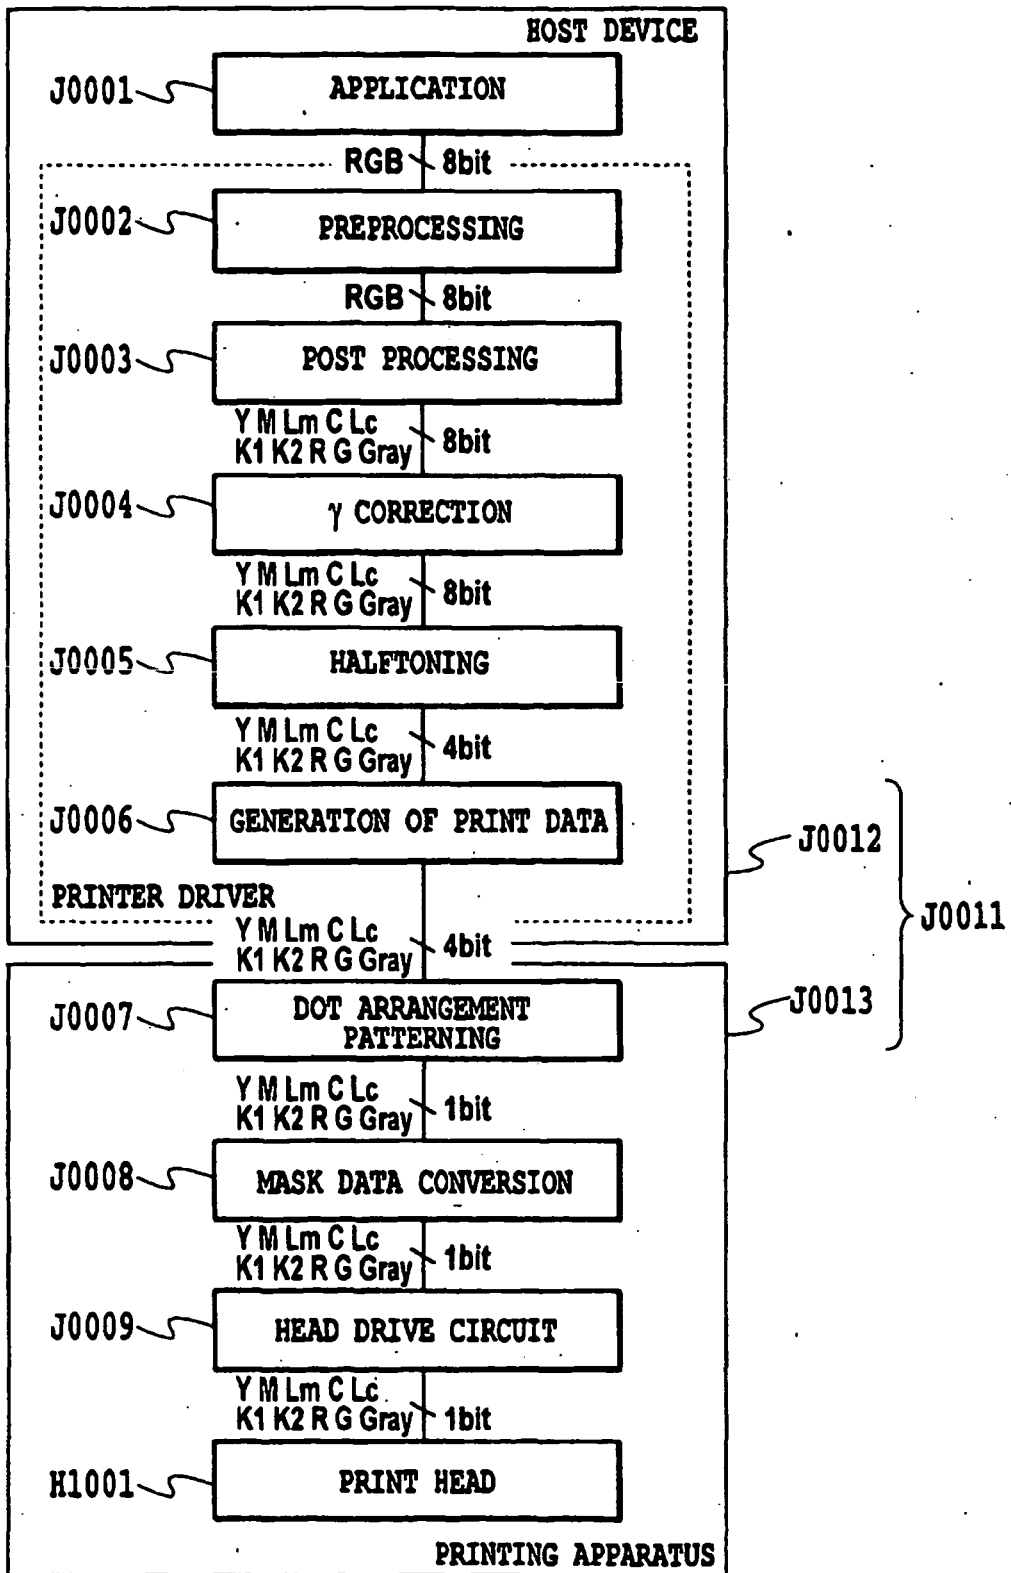 HOST DEVICE
J0001
APPLICATION
RGB 8bit
J0002
PREPROCESSING
RGB 8bit
J0003
POST PROCESSING
Y M Lm C Lc
K1 K2 R G Gray 8bit
J0004
γ CORRECTION
Y M Lm C Lc
K1 K2 R G Gray 8bit
J0005
HALFTONING
Y M Lm C Lc
K1 K2 R G Gray 4bit
J0006
GENERATION OF PRINT DATA
J0012
PRINTER DRIVER
J0011
Y M Lm C Lc
K1 K2 R G Gray 4bit
J0013
J0007
DOT ARRANGEMENT
PATTERNING
Y M Lm C Lc
K1 K2 R G Gray 1bit
J0008
MASK DATA CONVERSION
Y M Lm C Lc
K1 K2 R G Gray 1bit
J0009
HEAD DRIVE CIRCUIT
Y M Lm C Lc
K1 K2 R G Gray 1bit
H1001
PRINT HEAD
PRINTING APPARATUS